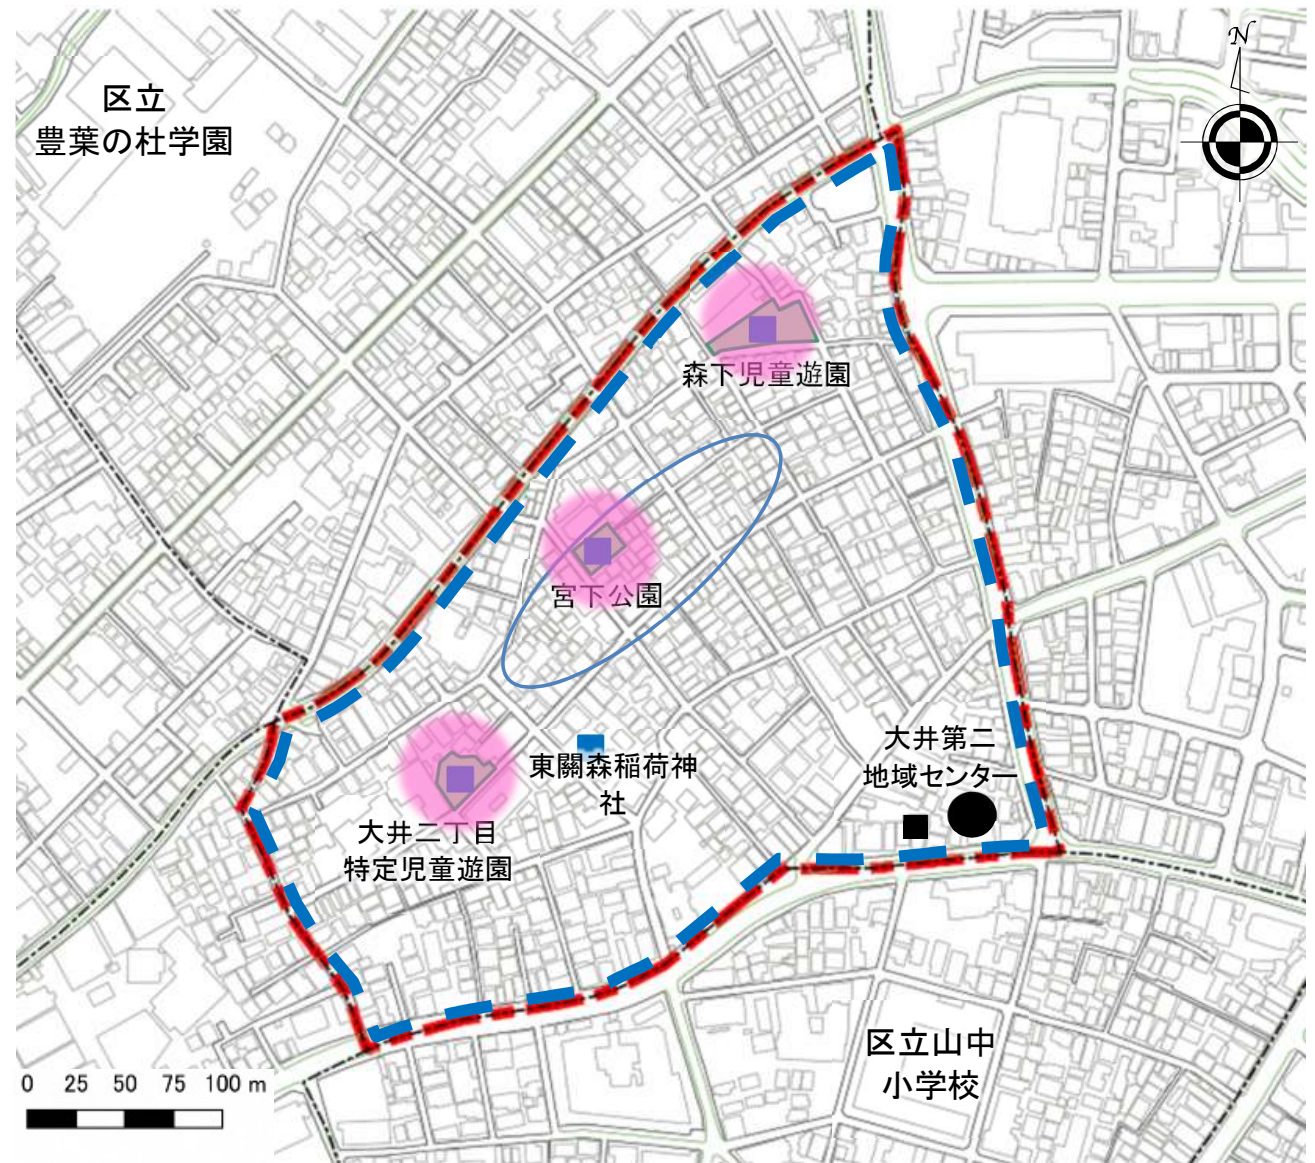 N
区立
豊葉の杜学園
森下児童遊園
宮下公園
東關森稲荷神
社
大井第二
地域センター
大井二丁目
特定児童遊園
区立山中
小学校
0 25 50 75 100 m